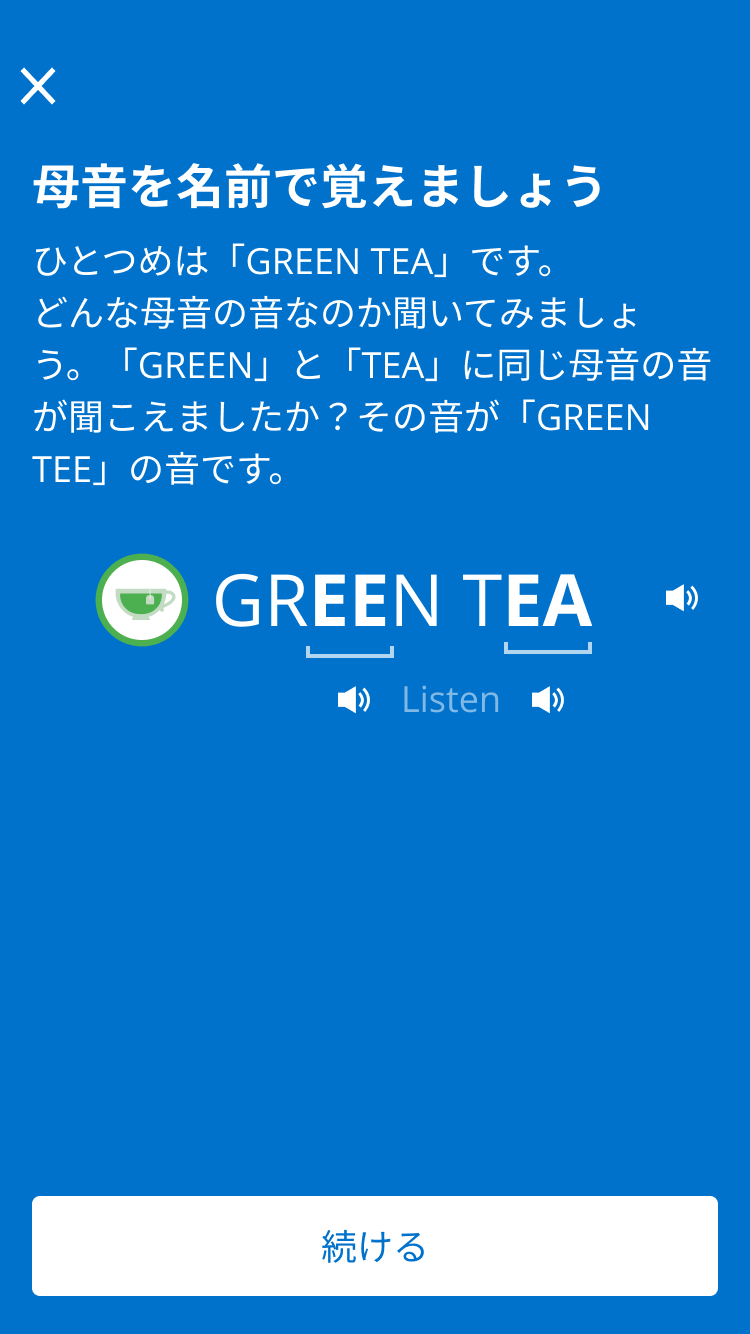 母音を名前で覚えましょう
ひとつめは「GREEN TEA」です。
どんな母音の音なのか聞いてみましょ
う。「GREEN」と「TEA」に同じ母音の音
が聞こえましたか？その音が「GREEN
TEE」の音です。
GREEN TEA
Listen
続ける